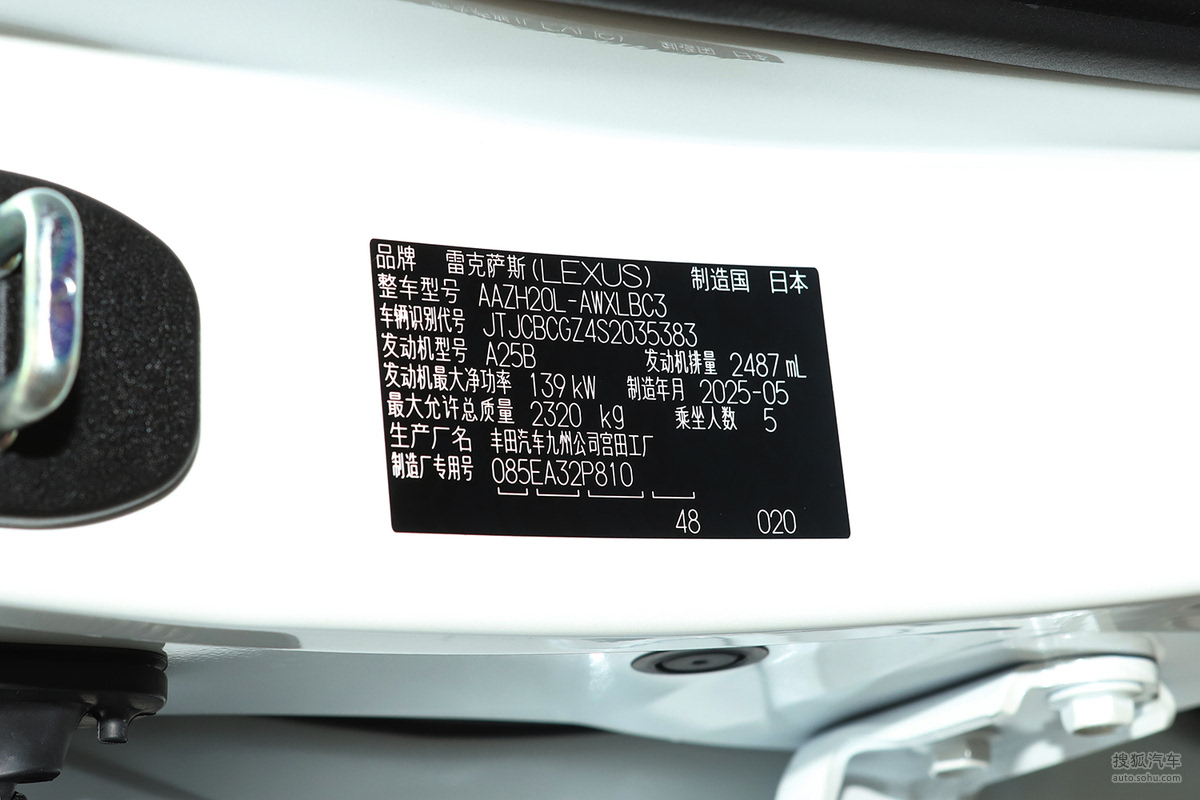 品牌 雷克萨斯(LEXUS) 制造国 日本
整车型号 AAZH20L-AWXLBC3
车辆识别代号 JTJCBCGZ4S2035383
发动机型号 A25B 发动机排量 2487 mL
发动机最大净功率 139 kW 制造年月 2025-05
最大允许总质量 2320 kg 乘坐人数 5
生产厂名 丰田汽车九州公司宫田工厂
制造厂专用号 085EA32P810
48 020
搜狐汽车
auto.sohu.com